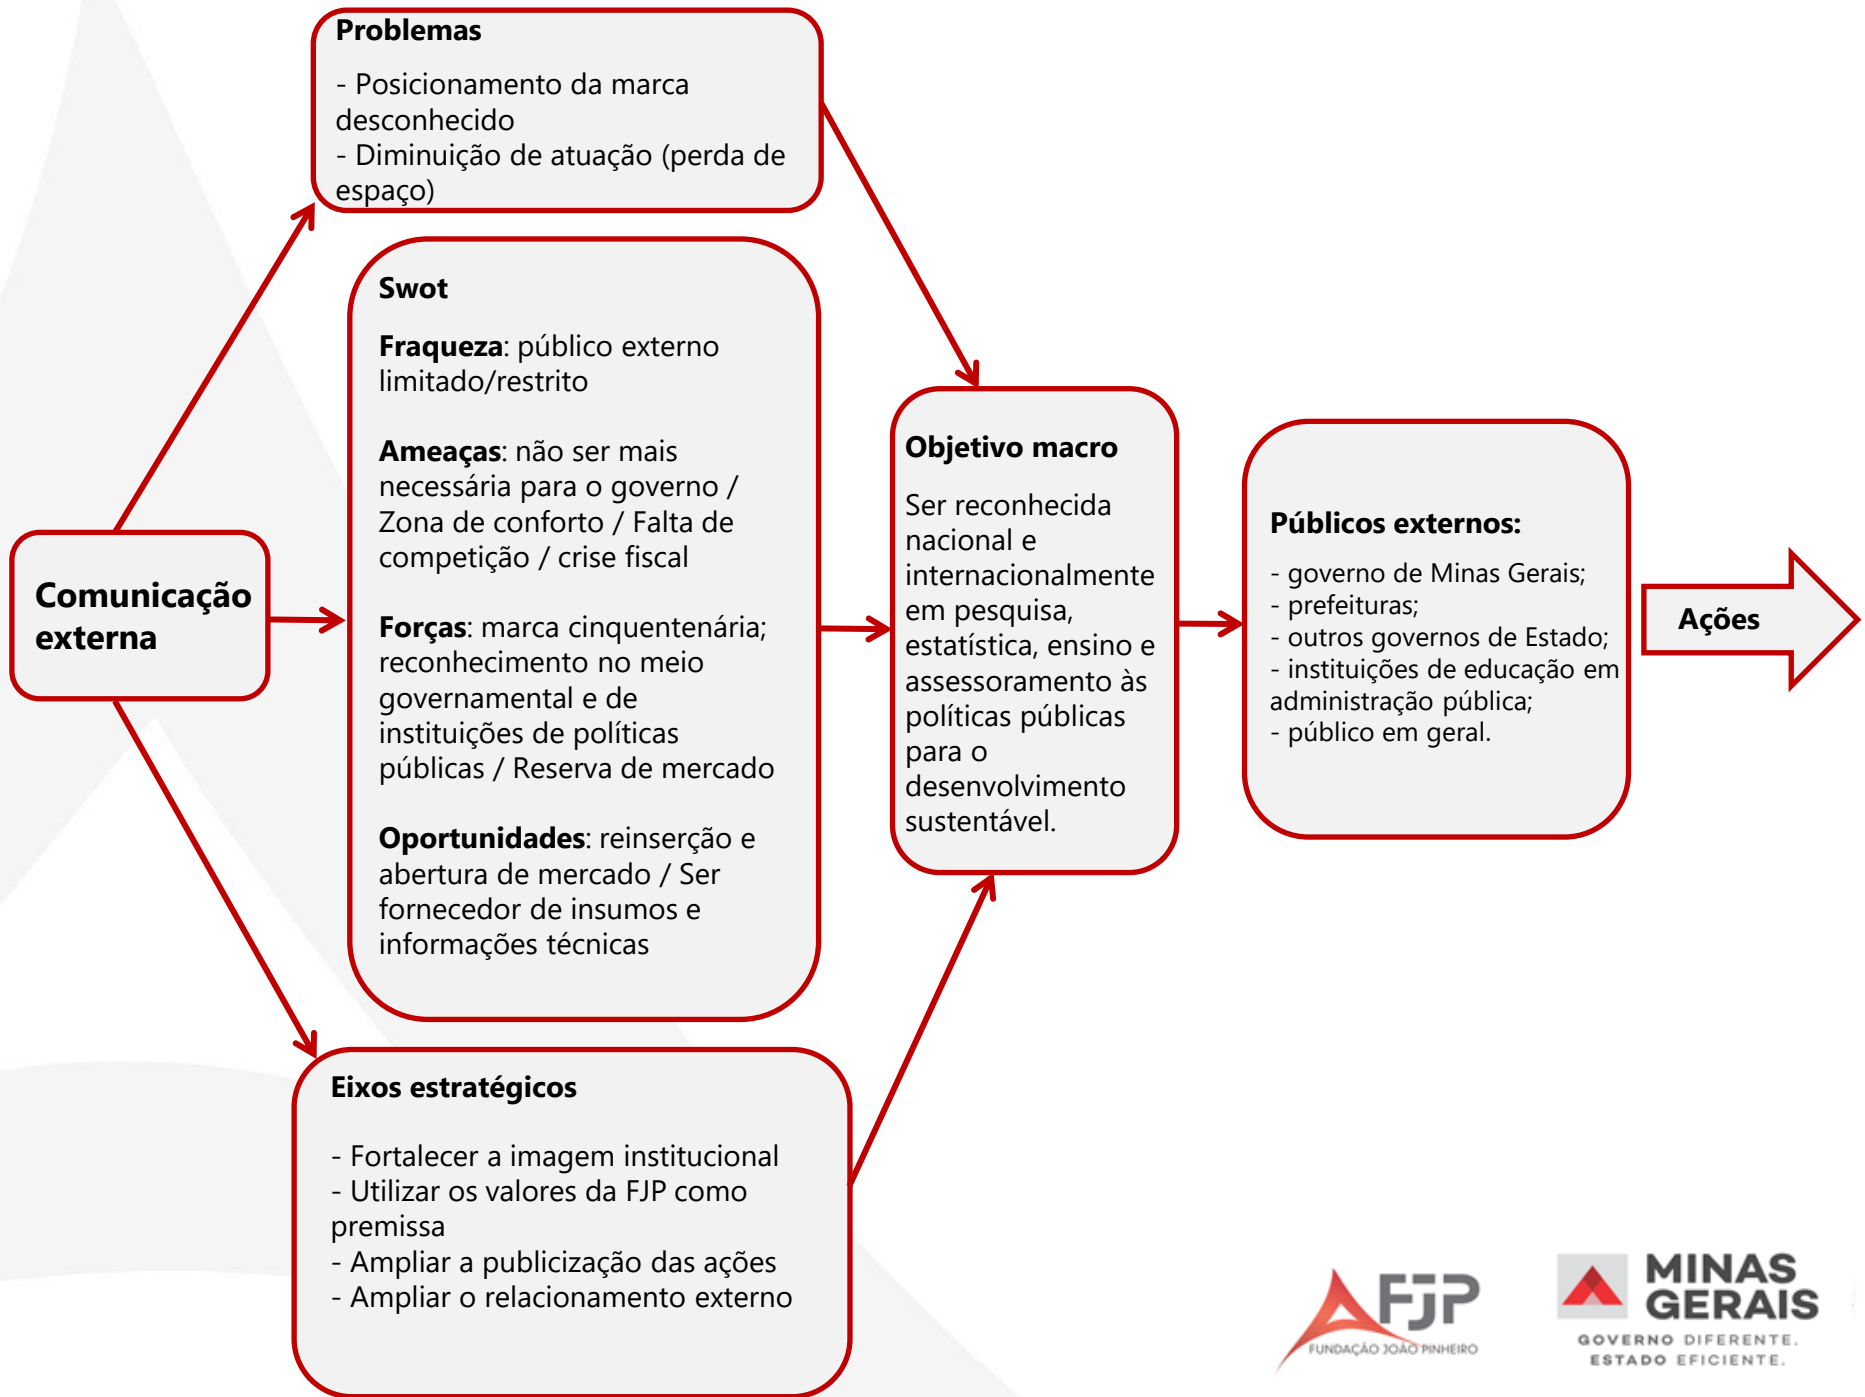 Problemas
- Posicionamento da marca
desconhecido
- Diminuição de atuação (perda de
espaço)
Swot
Fraqueza: público externo
limitado/restrito
Ameaças: não ser mais
necessária para o governo /
Zona de conforto / Falta de
competição / crise fiscal
Forças: marca cinquentenária;
reconhecimento no meio
governamental e de
instituições de políticas
públicas / Reserva de mercado
Oportunidades: reinserção e
abertura de mercado / Ser
fornecedor de insumos e
informações técnicas
Comunicação
externa
Eixos estratégicos
- Fortalecer a imagem institucional
- Utilizar os valores da FJP como
premissa
- Ampliar a publicização das ações
- Ampliar o relacionamento externo
Objetivo macro
Ser reconhecida
nacional e
internacionalmente
em pesquisa,
estatística, ensino e
assessoramento às
políticas públicas
para o
desenvolvimento
sustentável.
Públicos externos:
- governo de Minas Gerais;
- prefeituras;
- outros governos de Estado;
- instituições de educação em
administração pública;
- público em geral.
Ações
FJP
FUNDAÇÃO JOÃO PINHEIRO
MINAS
GERAIS
GOVERNO DIFERENTE.
ESTADO EFICIENTE.